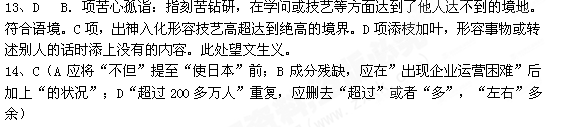 13、D　B. 项苦心孤诣：指刻苦钻研，在学问或技艺等方面达到了他人达不到的境地。
符合语境。C 项，出神入化形容技艺高超达到绝高的境界。D 项添枝加叶，形容事物或转
述别人的话时添上没有的内容。此处望文生义。
14、C（A 应将“不但”提至“使日本”前；B 成分残缺，应在”出现企业运营困难”后
加上“的状况”；D“超过 200 多万人”重复，应删去“超过”或者“多”，“左右”多
余）